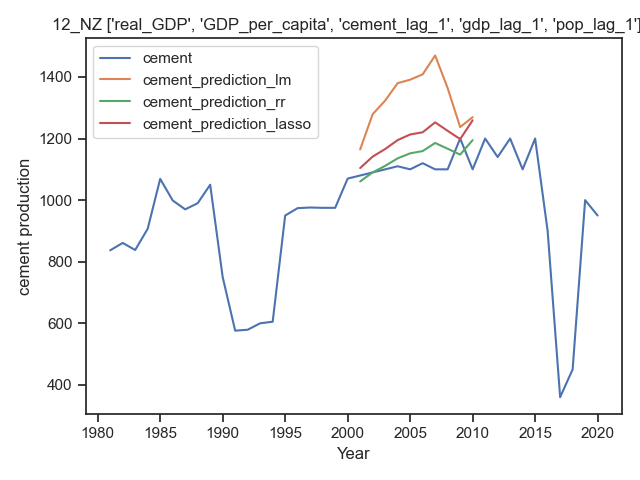 12_NZ ['real_GDP', 'GDP_per_capita', 'cement_lag_1', 'gdp_lag_1', 'pop_lag_1']
cement
cement_prediction_lm
cement_prediction_rr
cement_prediction_lasso
1400
1200
1000
800
600
400
cement production
1980 1985 1990 1995 2000 2005 2010 2015 2020
Year